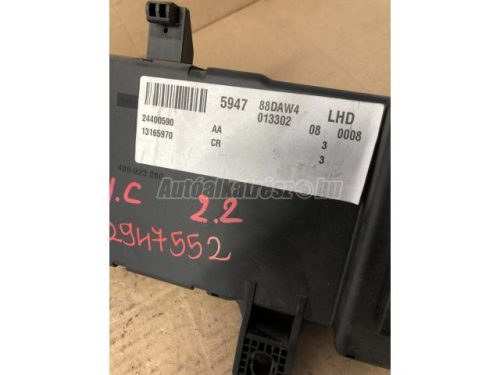 5947 88DAW4 LHD
24400590 013302 08 0008
13165970 AA 3
CR 3
Autóalkatrész.hu
.C 2.2
2947552